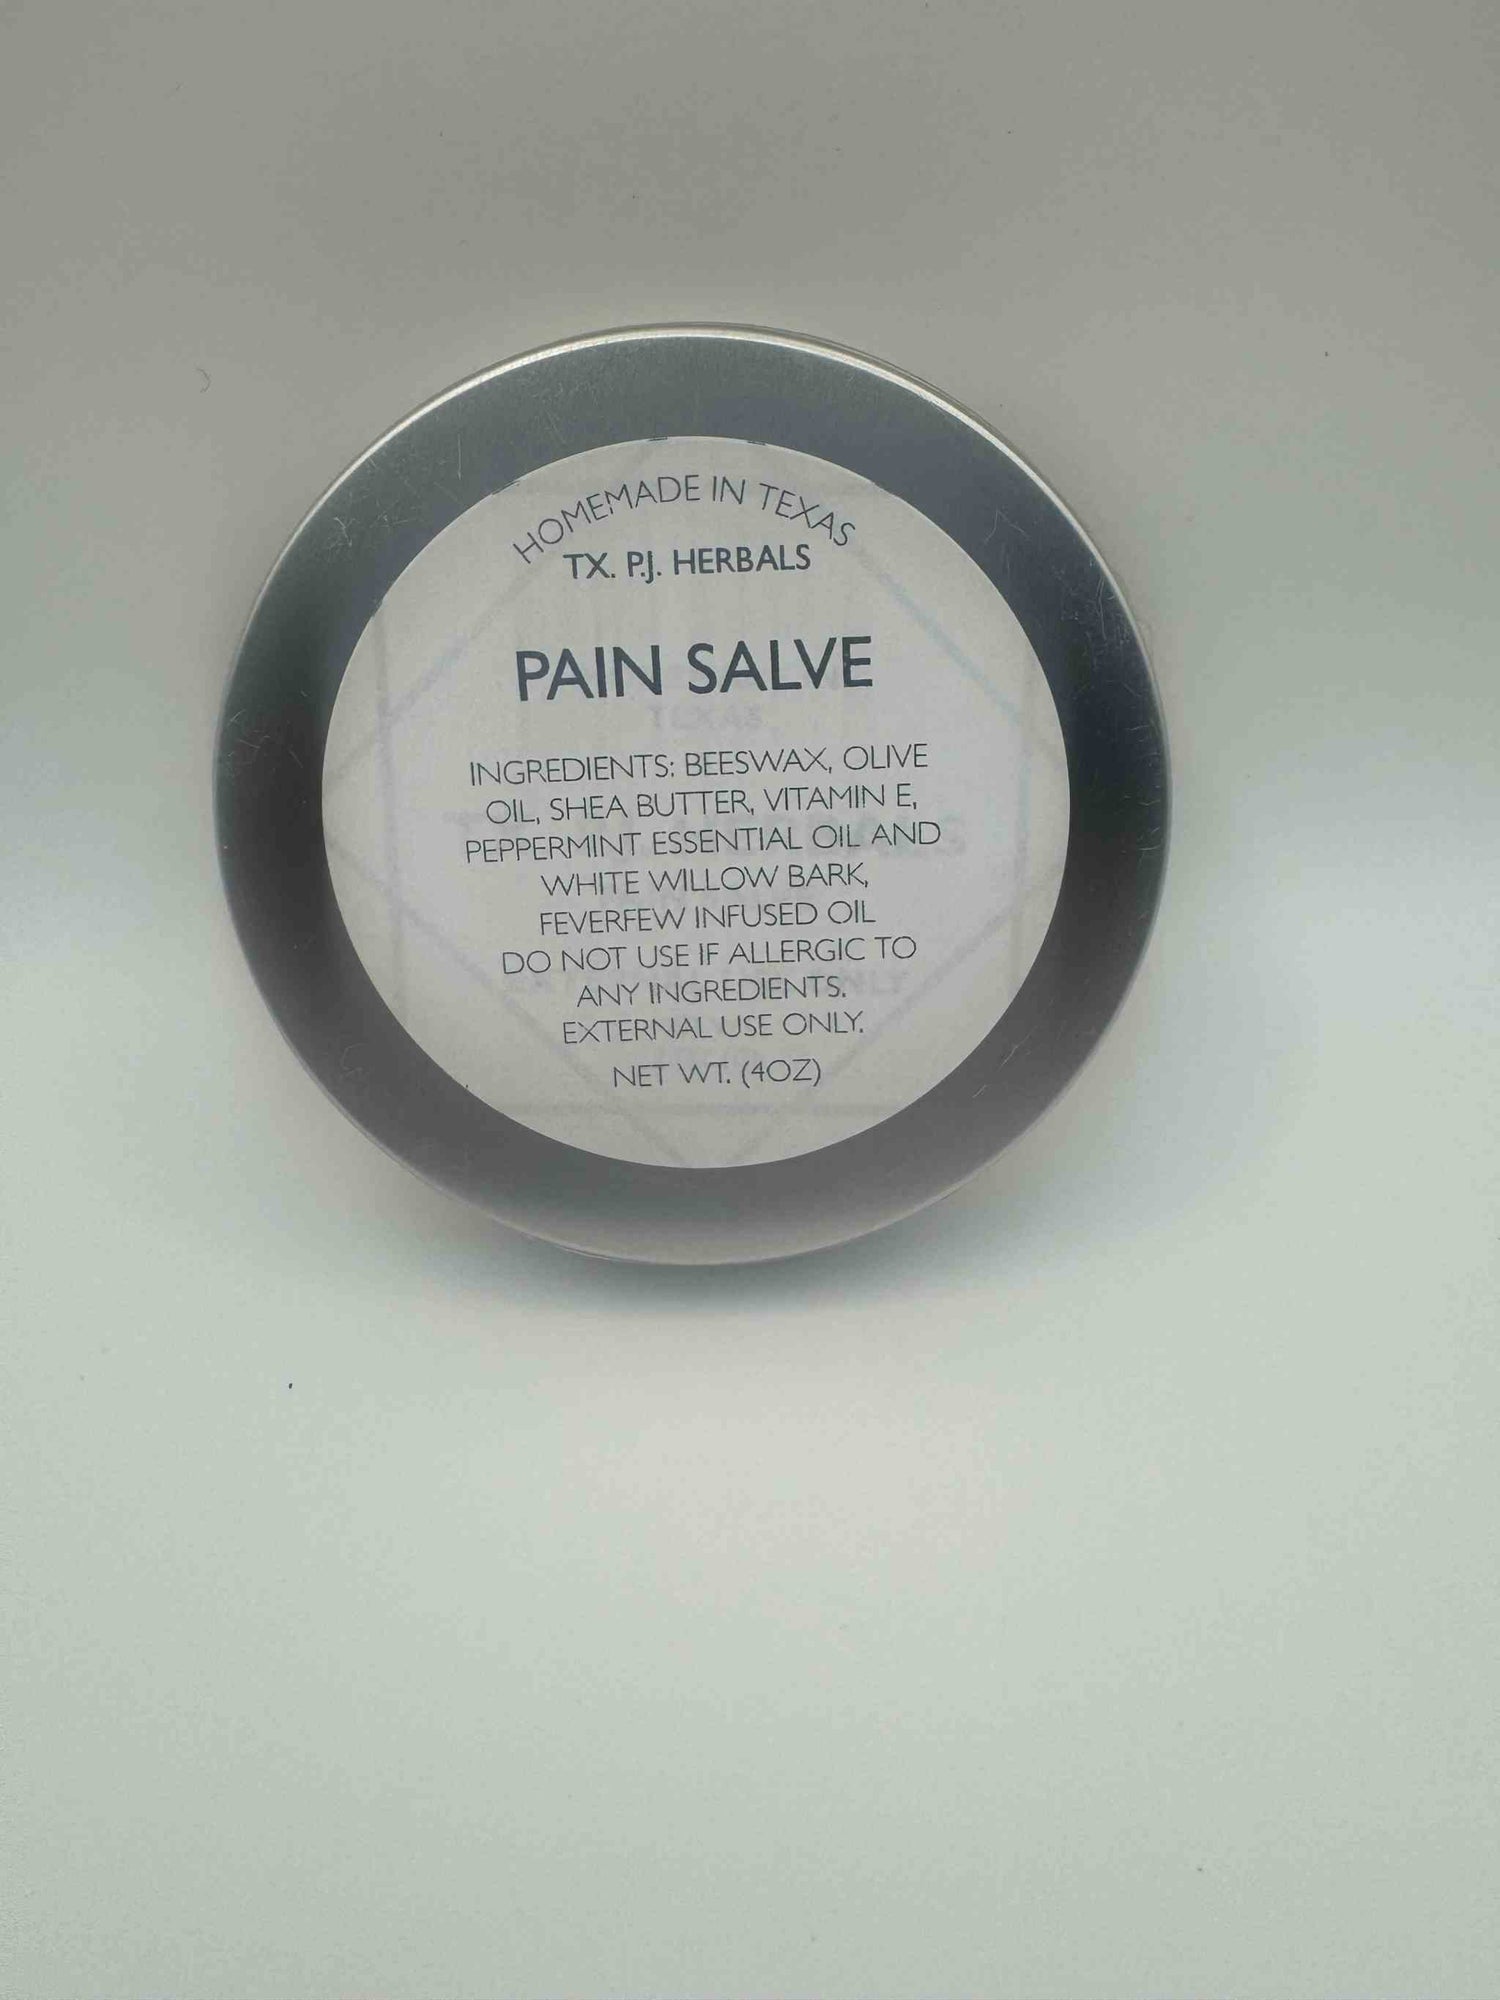 HOMEMADE IN TEXAS
TX. P.J. HERBALS
PAIN SALVE
INGREDIENTS: BEESWAX, OLIVE
OIL, SHEA BUTTER, VITAMIN E,
PEPPERMINT ESSENTIAL OIL AND
WHITE WILLOW BARK,
FEVERFEW INFUSED OIL
DO NOT USE IF ALLERGIC TO
ANY INGREDIENTS.
EXTERNAL USE ONLY.
NET WT. (4OZ)